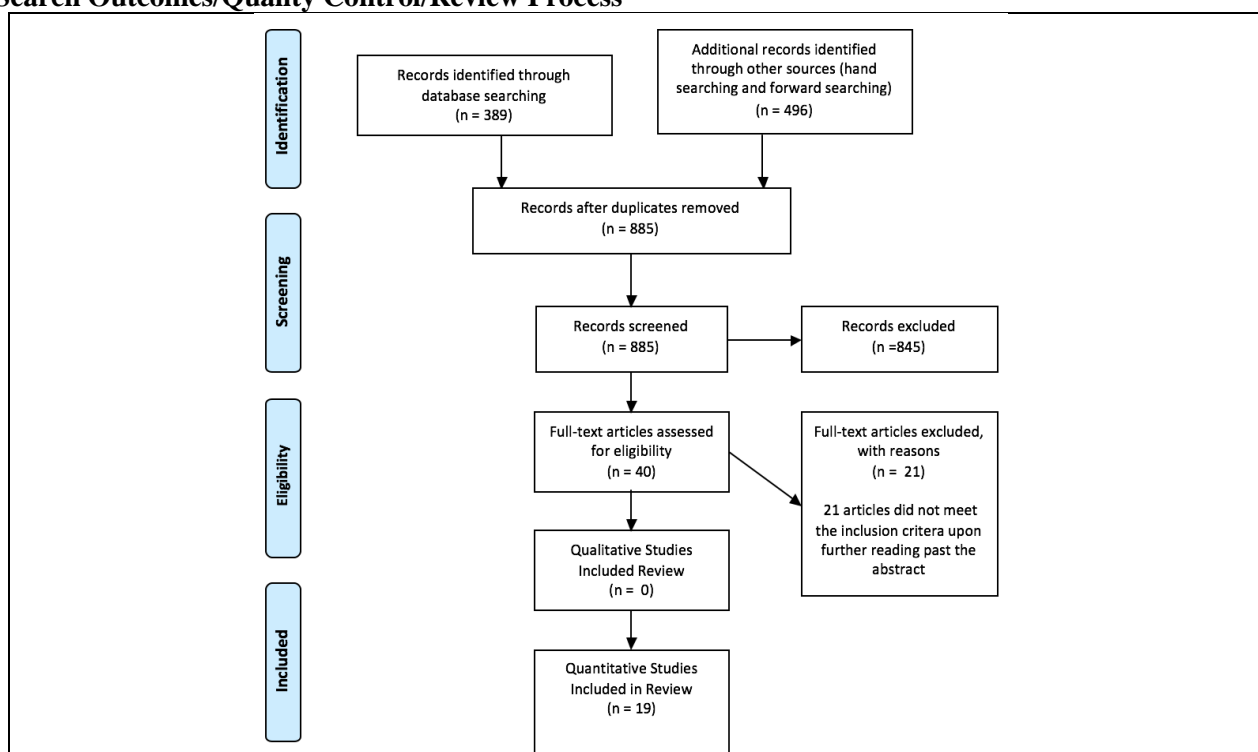 Search Outcomes/Quality Control/Review Process
Identification
Records identified through
database searching
(n = 389)
Additional records identified
through other sources (hand
searching and forward searching)
(n = 496)
Records after duplicates removed
(n = 885)
Screening
Records screened
(n = 885)
Records excluded
(n =845)
Eligibility
Full-text articles assessed
for eligibility
(n = 40)
Full-text articles excluded,
with reasons
(n = 21)
21 articles did not meet
the inclusion critera upon
further reading past the
abstract
Qualitative Studies
Included Review
(n = 0)
Included
Quantitative Studies
Included in Review
(n = 19)